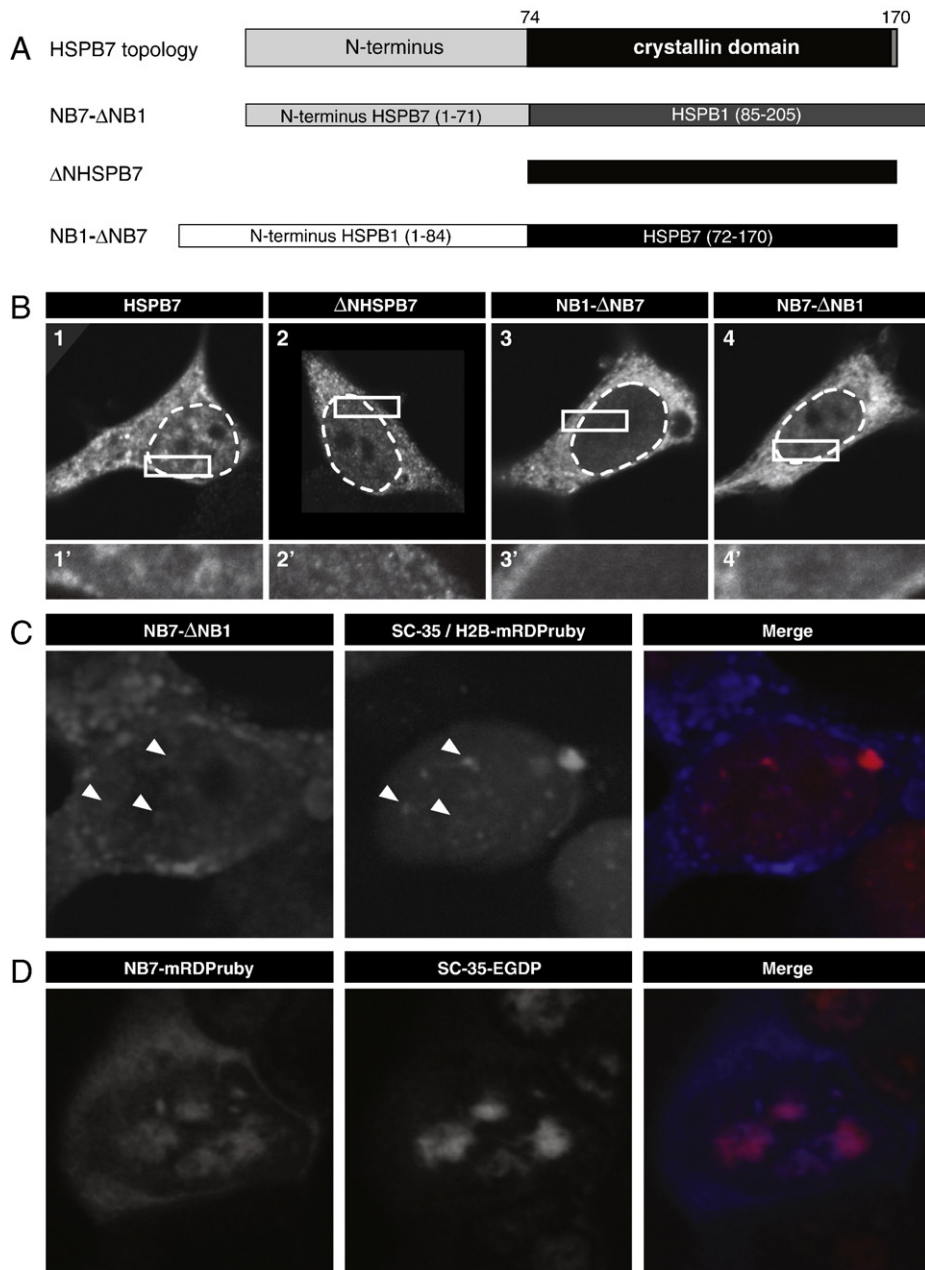 74 170
A HSPB7 topology N-terminus crystallin domain
NB7-ΔNB1 N-terminus HSPB7 (1-71) HSPB1 (85-205)
ΔNHSPB7
NB1-ΔNB7 N-terminus HSPB1 (1-84) HSPB7 (72-170)
B HSPB7 ΔNHSPB7 NB1-ΔNB7 NB7-ΔNB1
1 2 3 4
1' 2' 3' 4'
C NB7-ΔNB1 SC-35 / H2B-mRDPruby Merge
D NB7-mRDPruby SC-35-EGDP Merge